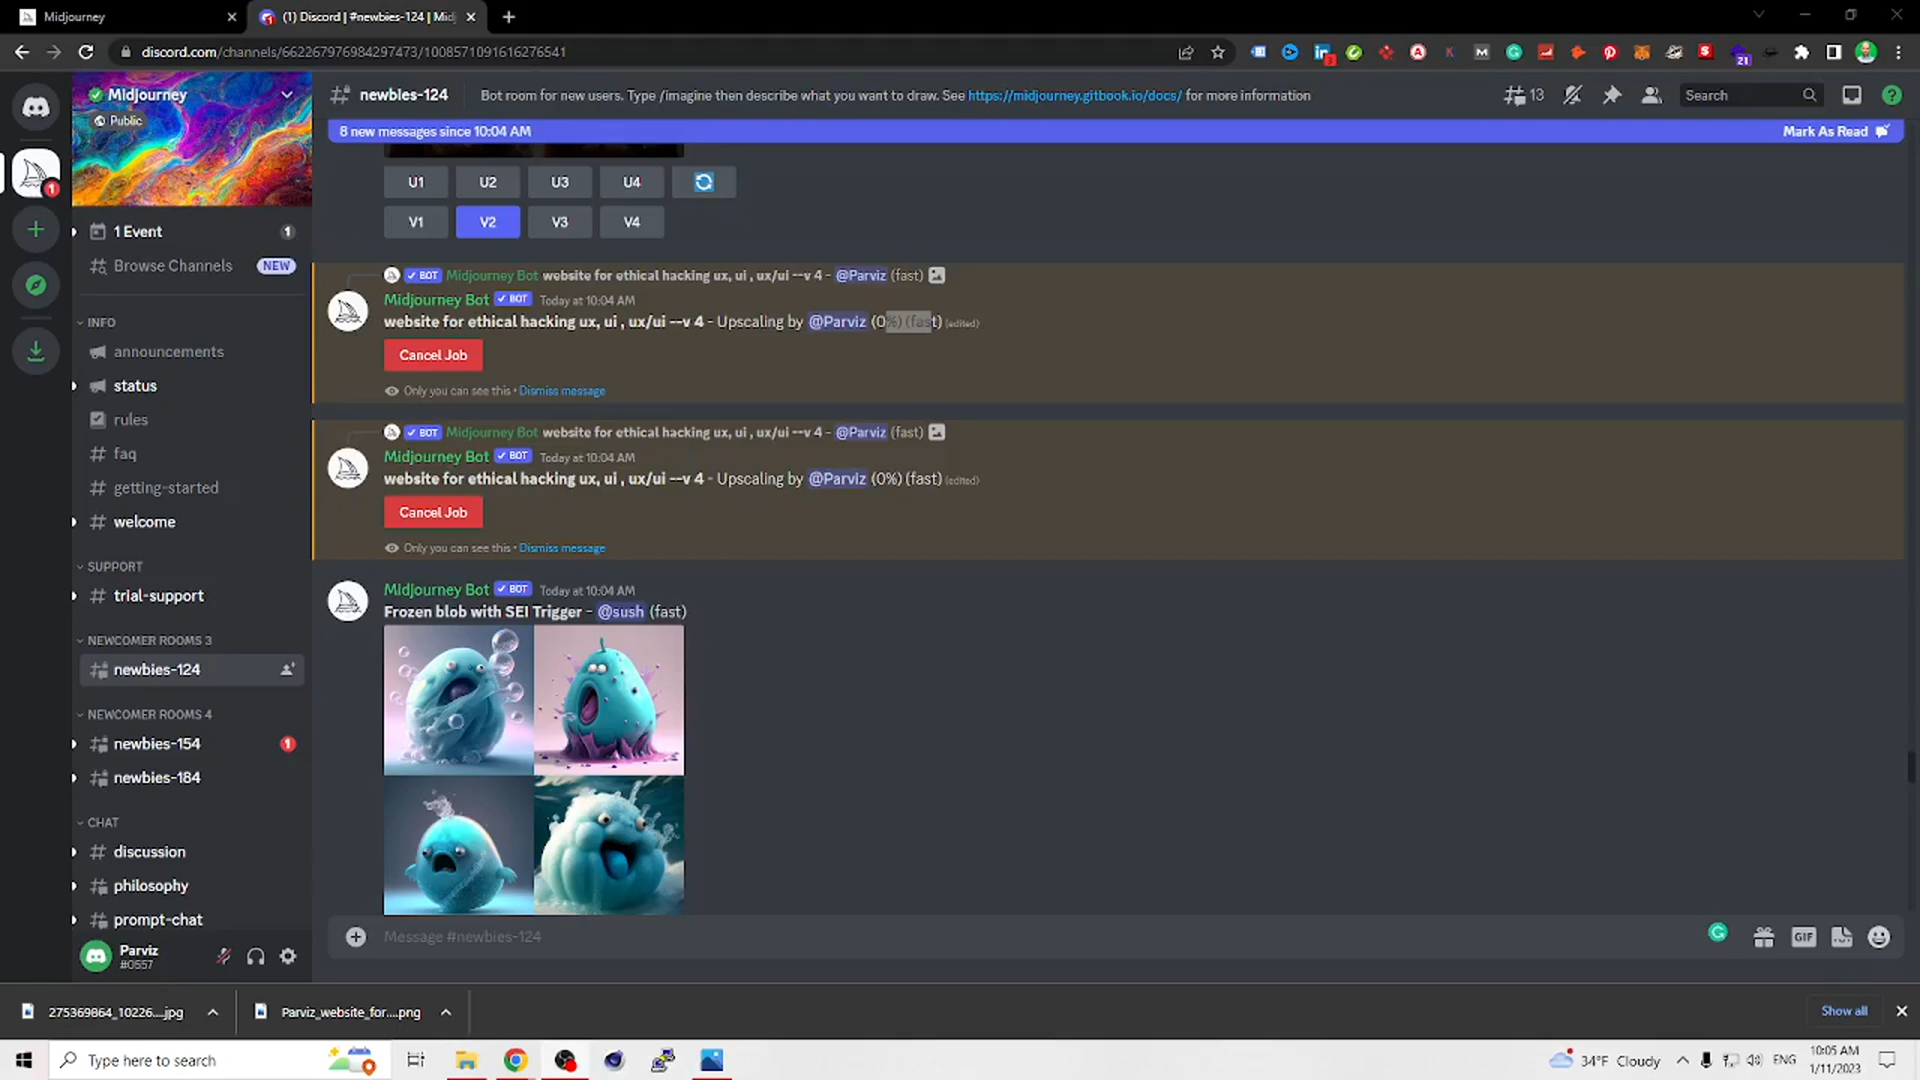 Midjourney
(1) Discord | #newbies-124 | Mid
discord.com/channels/662267976984297473/1008571091616276541
3
21
Midjourney
Public
newbies-124
Bot room for new users. Type /imagine then describe what you want to draw. See https://midjourney.gitbook.io/docs/ for more information
13
Search
8 new messages since 10:04 AM
Mark As Read
1
1 Event
1
Browse Channels
NEW
INFO
announcements
status
rules
faq
getting-started
welcome
SUPPORT
trial-support
NEWCOMER ROOMS 3
newbies-124
NEWCOMER ROOMS 4
newbies-154
1
newbies-184
CHAT
discussion
philosophy
prompt-chat
Parviz
#0557
U1
U2
U3
U4
V1
V2
V3
V4
BOT Midjourney Bot website for ethical hacking ux, ui , ux/ui --v 4 - @Parviz (fast)
Midjourney Bot BOT Today at 10:04 AM
website for ethical hacking ux, ui , ux/ui --v 4 - Upscaling by @Parviz (0%) (fast) (edited)
Cancel Job
Only you can see this • Dismiss message
BOT Midjourney Bot website for ethical hacking ux, ui , ux/ui --v 4 - @Parviz (fast)
Midjourney Bot BOT Today at 10:04 AM
website for ethical hacking ux, ui , ux/ui --v 4 - Upscaling by @Parviz (0%) (fast) (edited)
Cancel Job
Only you can see this • Dismiss message
Midjourney Bot BOT Today at 10:04 AM
Frozen blob with SEI Trigger - @sush (fast)
Message #newbies-124
GIF
275369864_10226....jpg
Parviz_website_for....png
Show all
Type here to search
34°F Cloudy
ENG
10:05 AM
1/11/2023